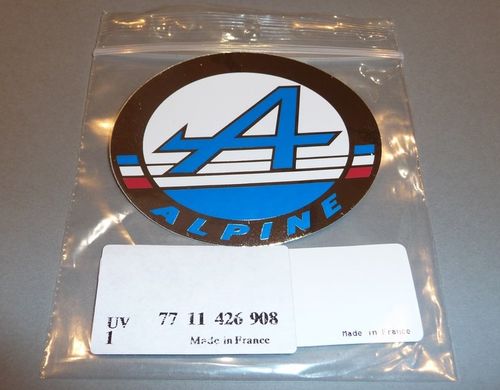 A
ALPINE
UV 77 11 426 908
1 Made in France
Made in France